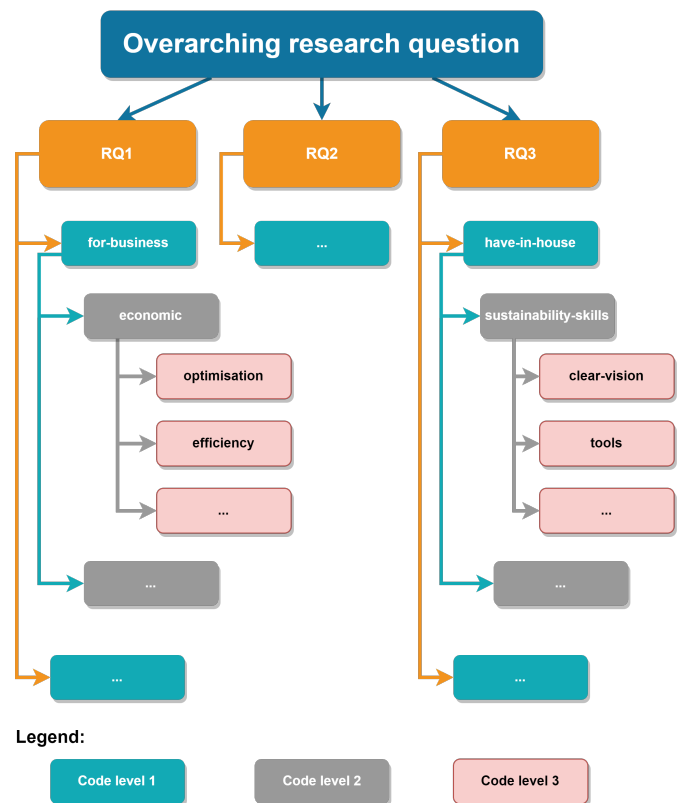 Overarching research question
RQ1
RQ2
RQ3
for-business
...
have-in-house
economic
sustainability-skills
optimisation
clear-vision
efficiency
tools
...
...
...
...
...
...
Legend:
Code level 1
Code level 2
Code level 3